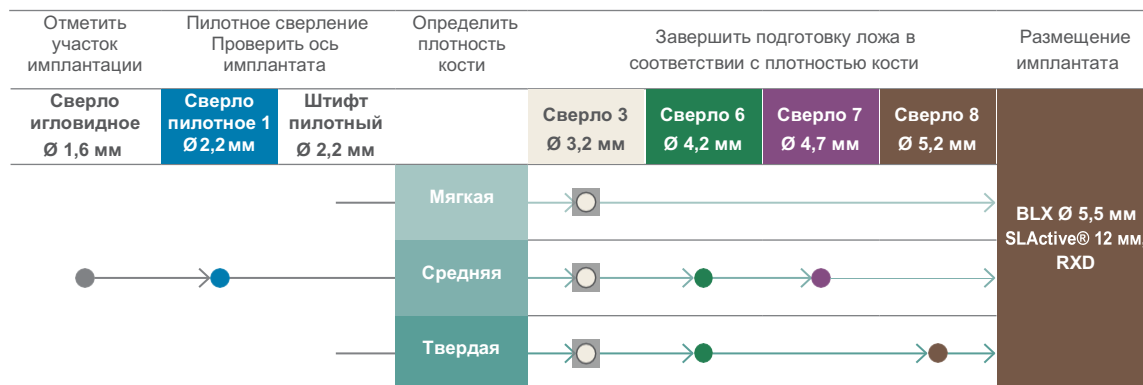 Отметить
участок
имплантации
Пилотное сверление
Проверить ось
имплантата
Определить
плотность
кости
Завершить подготовку ложа в
соответствии с плотностью кости
Размещение
имплантата
Сверло
игловидное
Ø 1,6 мм
Сверло
пилотное 1
Ø 2,2 мм
Штифт
пилотный
Ø 2,2 мм
Сверло 3
Ø 3,2 мм
Сверло 6
Ø 4,2 мм
Сверло 7
Ø 4,7 мм
Сверло 8
Ø 5,2 мм
Мягкая
Средняя
Твердая
BLX Ø 5,5 мм
SLActive® 12 мм,
RXD